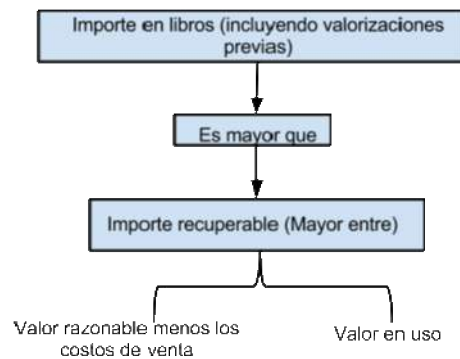 Importe en libros (incluyendo valorizaciones
previas)
Es mayor que
Importe recuperable (Mayor entre)
Valor razonable menos los
costos de venta
Valor en uso